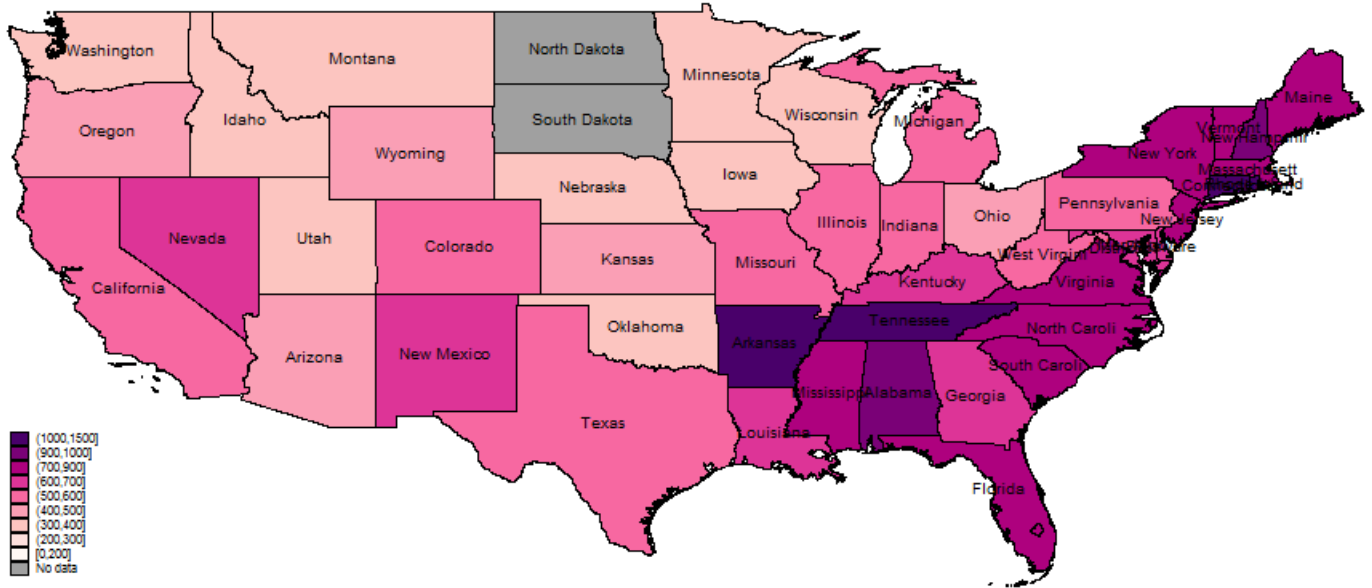 Washington
Montana
North Dakota
Minnesota
Maine
Oregon
Idaho
South Dakota
Wisconsin
Michigan
Vermont
New Hampshir
Wyoming
New York
Massachusett
Nebraska
Iowa
Nevada
Utah
Colorado
Illinois
Indiana
Ohio
Pennsylvania
New Jersey
California
Kansas
Missouri
West Virgini
Kentucky
Virginia
Oklahoma
Tennessee
North Caroli
Arizona
New Mexico
Arkansas
South Caroli
Mississipp
Alabama
Georgia
Texas
Louisiana
Florida
(1000,1500]
(900,1000]
(700,900]
(600,700]
(500,600]
(400,500]
(300,400]
(200,300]
[0,200]
No data